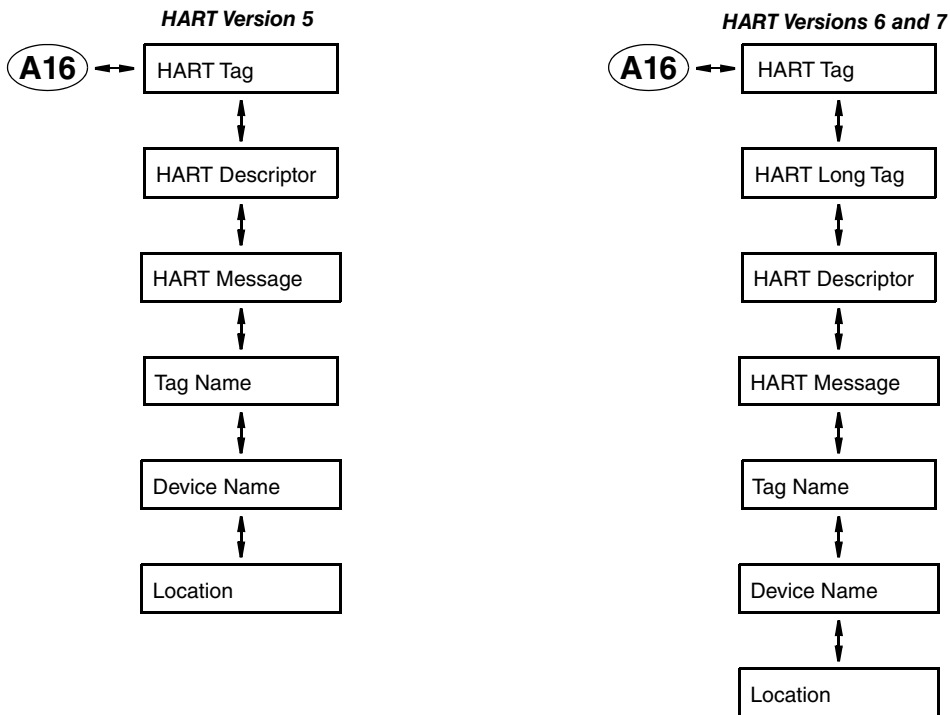 HART Version 5
A16
HART Tag
HART Descriptor
HART Message
Tag Name
Device Name
Location
HART Versions 6 and 7
A16
HART Tag
HART Long Tag
HART Descriptor
HART Message
Tag Name
Device Name
Location